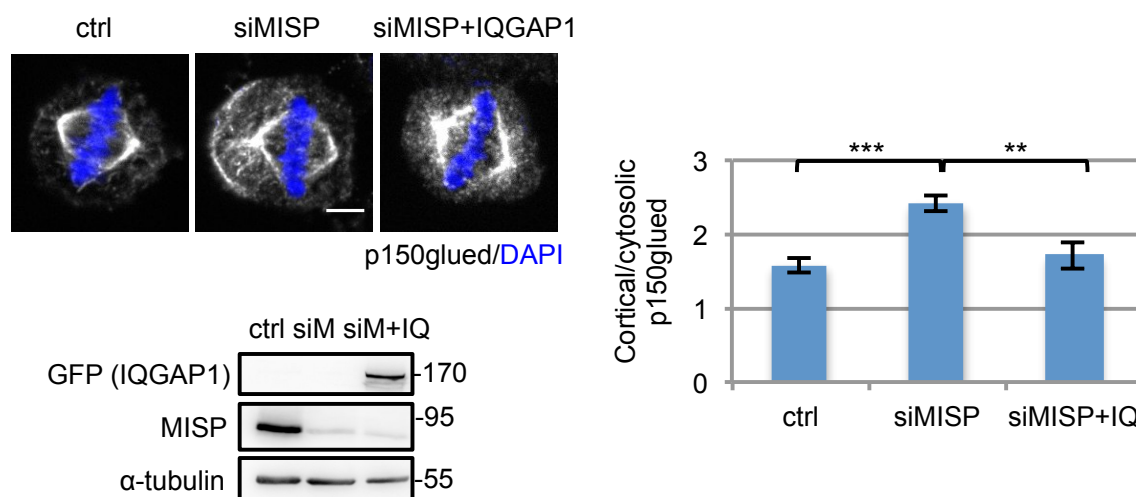 ctrl siMISP siMISP+IQGAP1
p150glued/DAPI
ctrl siM siM+IQ
GFP (IQGAP1) -170
MISP -95
α-tubulin -55
Cortical/cytosolic
p150glued
*** **
3
2
1
0
ctrl siMISP siMISP+IQ